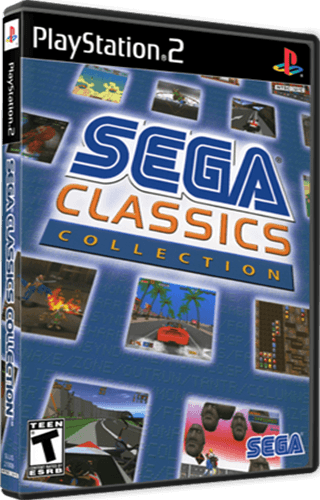 PlayStation®2
PlayStation®2
SEGA
CLASSICS
COLLECTION
SEGA CLASSICS COLLECTION
TEEN
T
ESRB
SEGA